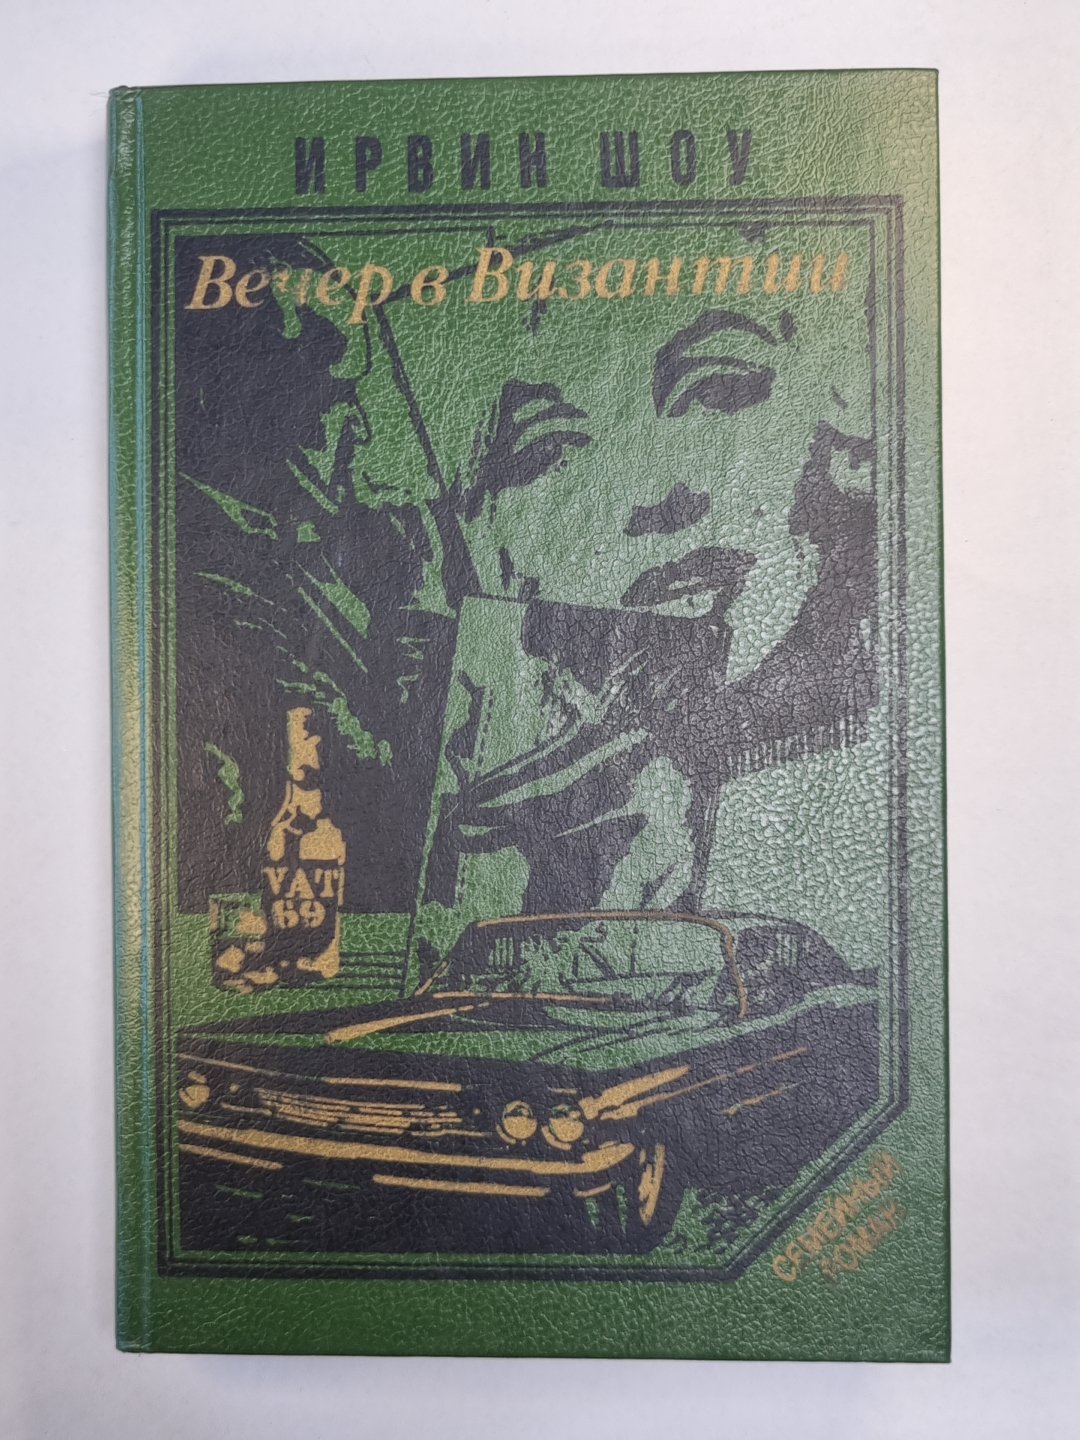 ИРВИН ШОУ
Вечер в Византии
VAT
69
СЕМЕЙНЫЙ
РОМАН